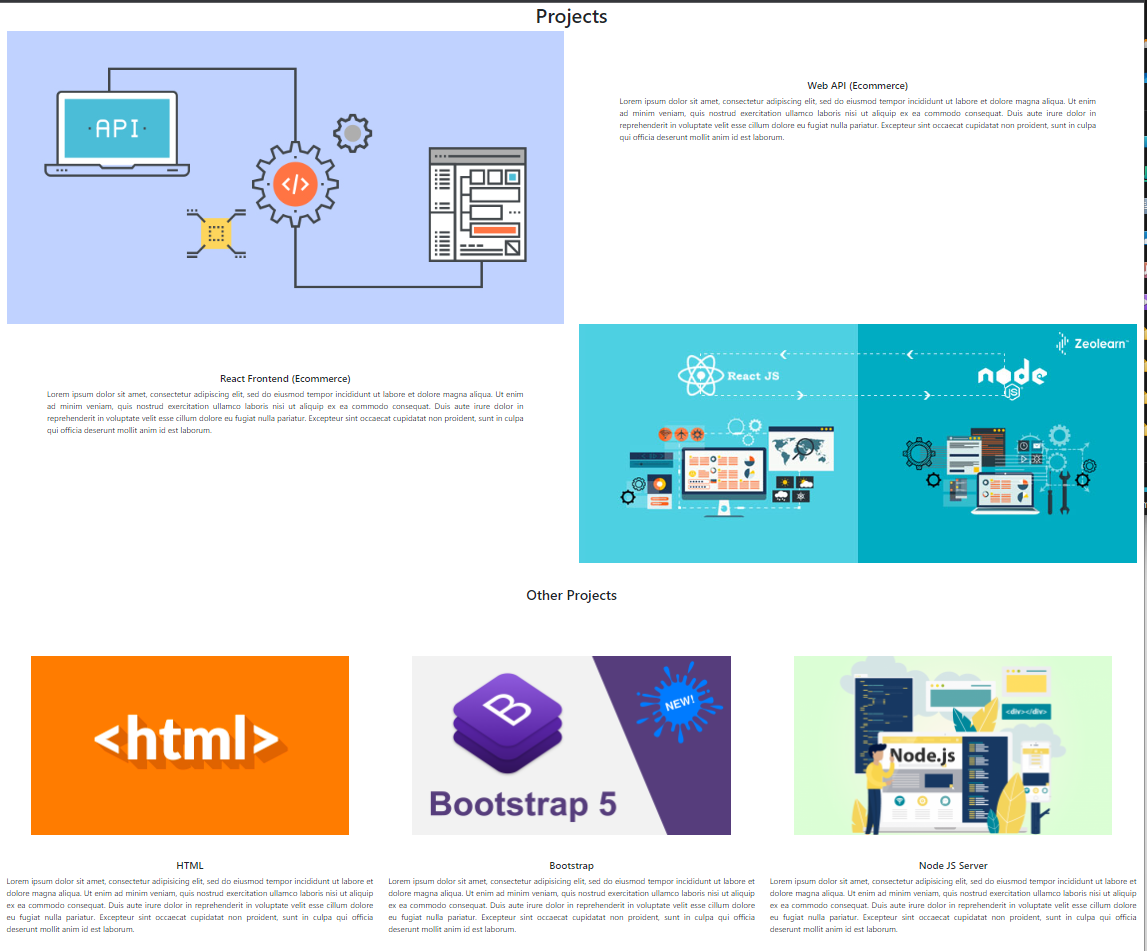 Projects
API
</>
Web API (Ecommerce)
Lorem ipsum dolor sit amet, consectetur adipiscing elit, sed do eiusmod tempor incididunt ut labore et dolore magna aliqua. Ut enim
ad minim veniam, quis nostrud exercitation ullamco laboris nisi ut aliquip ex ea commodo consequat. Duis aute irure dolor in
reprehenderit in voluptate velit esse cillum dolore eu fugiat nulla pariatur. Excepteur sint occaecat cupidatat non proident, sunt in culpa
qui officia deserunt mollit anim id est laborum.
React Frontend (Ecommerce)
Lorem ipsum dolor sit amet, consectetur adipiscing elit, sed do eiusmod tempor incididunt ut labore et dolore magna aliqua. Ut enim
ad minim veniam, quis nostrud exercitation ullamco laboris nisi ut aliquip ex ea commodo consequat. Duis aute irure dolor in
reprehenderit in voluptate velit esse cillum dolore eu fugiat nulla pariatur. Excepteur sint occaecat cupidatat non proident, sunt in culpa
qui officia deserunt mollit anim id est laborum.
Zeolearn
React JS
node
JS
Other Projects
<html>
Bootstrap 5
NEW!
<div></div>
Node.js
HTML
Lorem ipsum dolor sit amet, consectetur adipisicing elit, sed do eiusmod tempor incididunt ut labore et
dolore magna aliqua. Ut enim ad minim veniam, quis nostrud exercitation ullamco laboris nisi ut aliquip
ex ea commodo consequat. Duis aute irure dolor in reprehenderit in voluptate velit esse cillum dolore
eu fugiat nulla pariatur. Excepteur sint occaecat cupidatat non proident, sunt in culpa qui officia
deserunt mollit anim id est laborum.
Bootstrap
Lorem ipsum dolor sit amet, consectetur adipisicing elit, sed do eiusmod tempor incididunt ut labore et
dolore magna aliqua. Ut enim ad minim veniam, quis nostrud exercitation ullamco laboris nisi ut aliquip
ex ea commodo consequat. Duis aute irure dolor in reprehenderit in voluptate velit esse cillum dolore
eu fugiat nulla pariatur. Excepteur sint occaecat cupidatat non proident, sunt in culpa qui officia
deserunt mollit anim id est laborum.
Node JS Server
Lorem ipsum dolor sit amet, consectetur adipisicing elit, sed do eiusmod tempor incididunt ut labore et
dolore magna aliqua. Ut enim ad minim veniam, quis nostrud exercitation ullamco laboris nisi ut aliquip
ex ea commodo consequat. Duis aute irure dolor in reprehenderit in voluptate velit esse cillum dolore
eu fugiat nulla pariatur. Excepteur sint occaecat cupidatat non proident, sunt in culpa qui officia
deserunt mollit anim id est laborum.